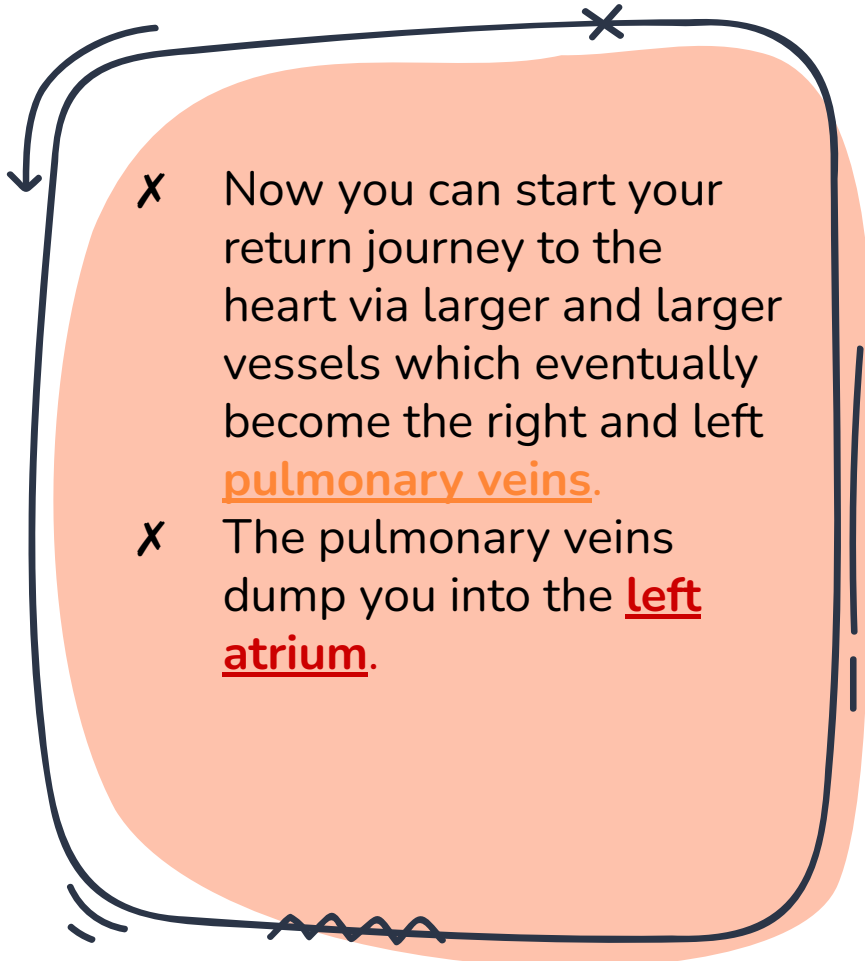 ✗ Now you can start your
return journey to the
heart via larger and larger
vessels which eventually
become the right and left
pulmonary veins.
✗ The pulmonary veins
dump you into the left
atrium.